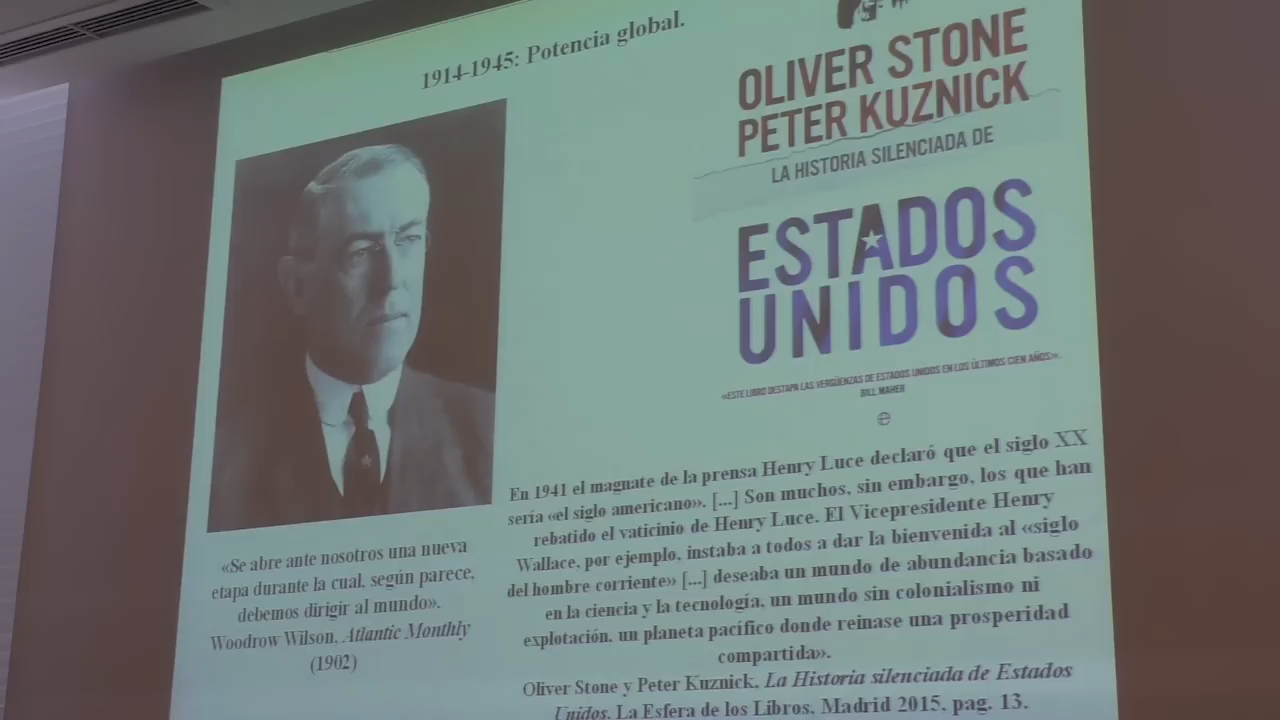 1914-1945: Potencia global.
OLIVER STONE
PETER KUZNICK
LA HISTORIA SILENCIADA DE
ESTADOS
UNIDOS
«ESTE LIBRO DESTAPA LAS VERGÜENZAS DE ESTADOS UNIDOS EN LOS ÚLTIMOS CIEN AÑOS».
BILL MAHER
«Se abre ante nosotros una nueva
etapa durante la cual, según parece,
debemos dirigir al mundo».
Woodrow Wilson, Atlantic Monthly
(1902)
En 1941 el magnate de la prensa Henry Luce declaró que el siglo XX
sería «el siglo americano». [...] Son muchos, sin embargo, los que han
rebatido el vaticinio de Henry Luce. El Vicepresidente Henry
Wallace, por ejemplo, instaba a todos a dar la bienvenida al «siglo
del hombre corriente» [...] deseaba un mundo de abundancia basado
en la ciencia y la tecnología, un mundo sin colonialismo ni
explotación, un planeta pacífico donde reinase una prosperidad
compartida».
Oliver Stone y Peter Kuznick, La Historia silenciada de Estados
Unidos, La Esfera de los Libros, Madrid 2015, pag. 13.